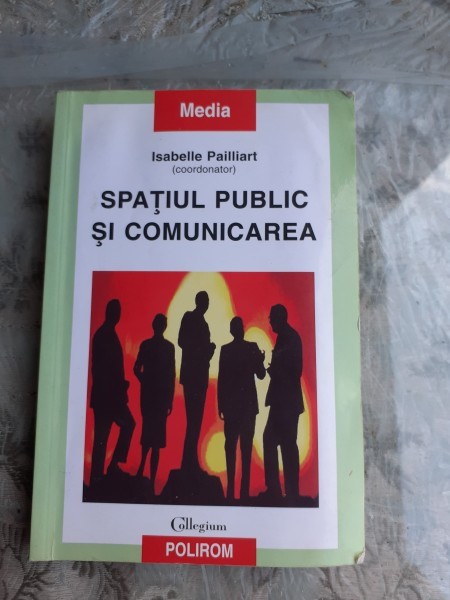 Media
Isabelle Pailliart
(coordonator)
SPAŢIUL PUBLIC
ŞI COMUNICAREA
Collegium
POLIROM